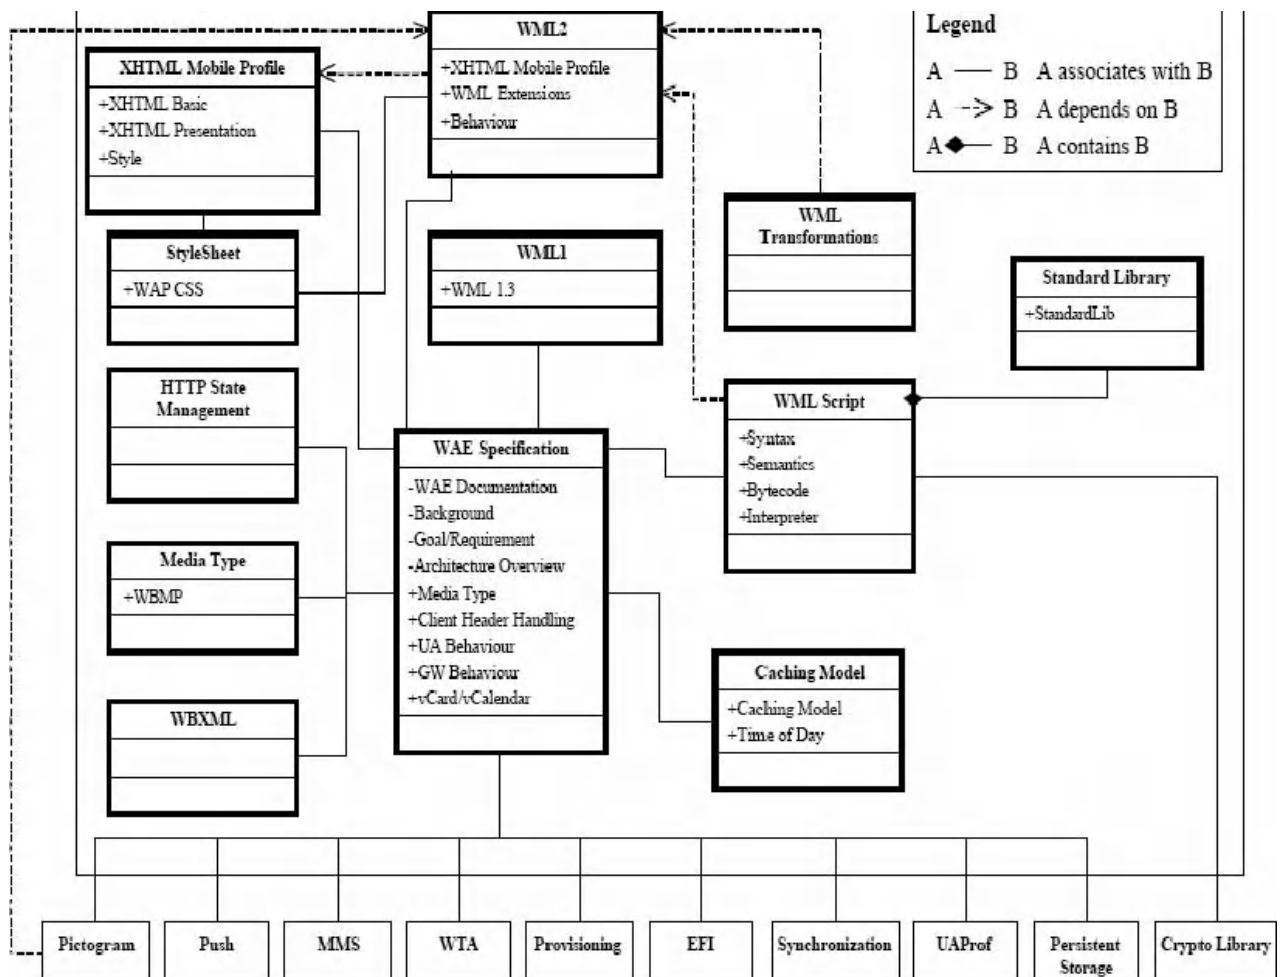 WML2
+XHTML Mobile Profile
+WML Extensions
+Behaviour
Legend
A B A associates with B
A B A depends on B
A B A contains B
XHTML Mobile Profile
+XHTML Basic
+XHTML Presentation
+Style
StyleSheet
+WAP CSS
WML1
+WML 1.3
WML
Transformations
Standard Library
+StandardLib
HTTP State
Management
WML Script
+Syntax
+Semantics
+Bytecode
+Interpreter
WAE Specification
-WAE Documentation
-Background
-Goal/Requirement
-Architecture Overview
+Media Type
+Client Header Handling
+UA Behaviour
+GW Behaviour
+vCard/vCalendar
Media Type
+WBMP
Caching Model
+Caching Model
+Time of Day
WBXML
Pictogram
Push
MMS
WTA
Provisioning
EFI
Synchronization
UAProf
Persistent
Storage
Crypto Library